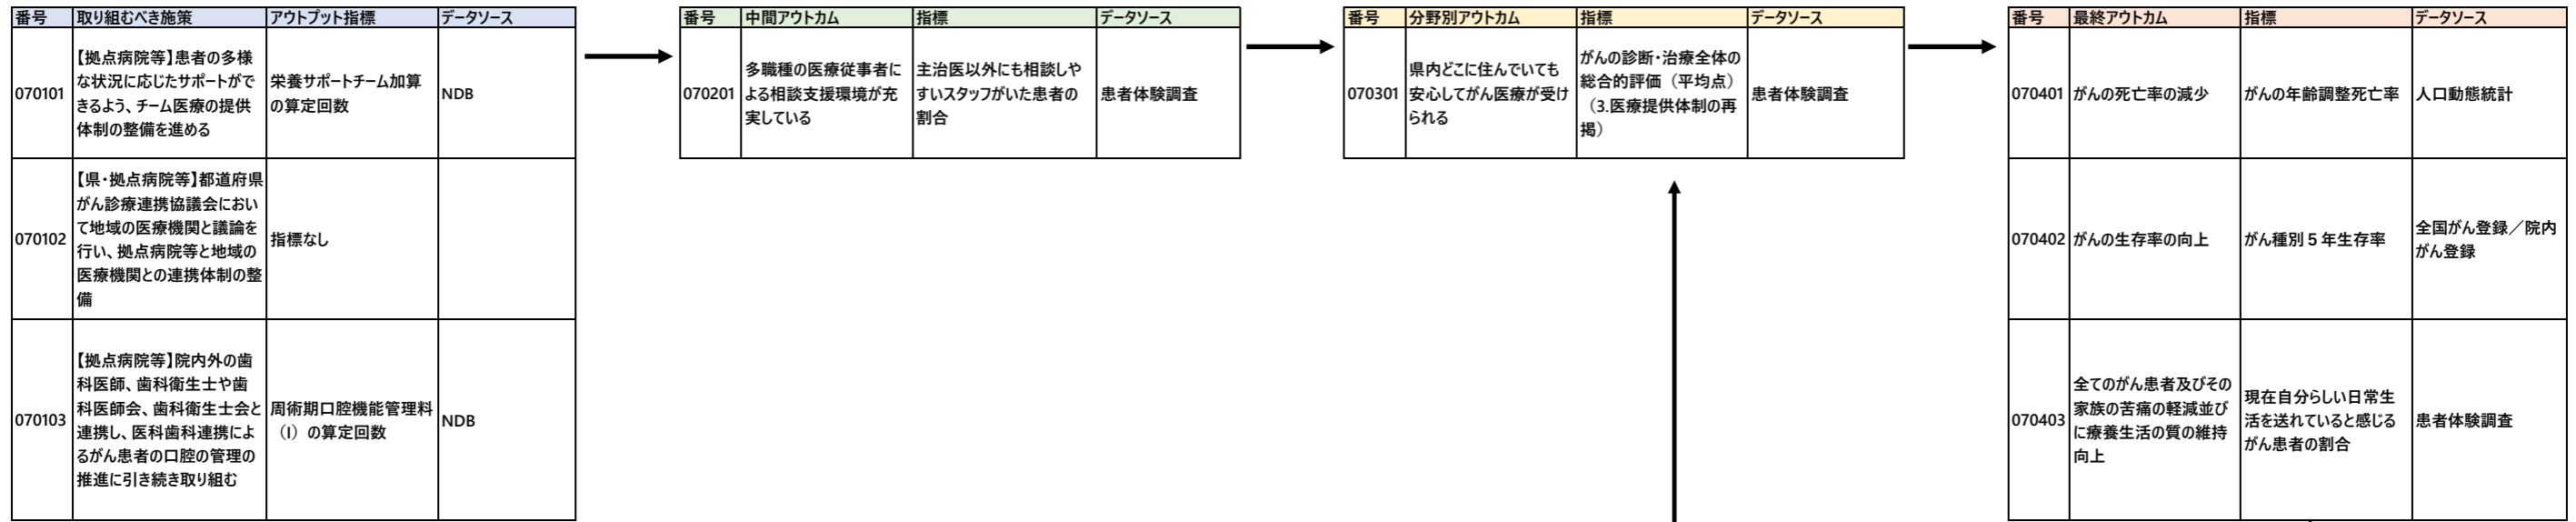 番号 取り組むべき施策 アウトプット指標 データソース
070101
【拠点病院等】患者の多様
な状況に応じたサポートがで
きるよう、チーム医療の提供
体制の整備を進める
栄養サポートチーム加算
の算定回数
NDB
070102
【県・拠点病院等】都道府県
がん診療連携協議会におい
て地域の医療機関と議論を
行い、拠点病院等と地域の
医療機関との連携体制の整
備
指標なし
070103
【拠点病院等】院内外の歯
科医師、歯科衛生士や歯
科医師会、歯科衛生士会と
連携し、医科歯科連携によ
るがん患者の口腔の管理の
推進に引き続き取り組む
周術期口腔機能管理料
（Ⅰ）の算定回数
NDB
番号 中間アウトカム 指標 データソース
070201
多職種の医療従事者に
よる相談支援環境が充
実している
主治医以外にも相談しや
すいスタッフがいた患者の
割合
患者体験調査
番号 分野別アウトカム 指標 データソース
070301
県内どこに住んでいても
安心してがん医療が受け
られる
がんの診断・治療全体の
総合的評価（平均点）
（3.医療提供体制の再
掲）
患者体験調査
番号 最終アウトカム 指標 データソース
070401
がんの死亡率の減少
がんの年齢調整死亡率
人口動態統計
070402
がんの生存率の向上
がん種別５年生存率
全国がん登録／院内
がん登録
070403
全てのがん患者及びその
家族の苦痛の軽減並び
に療養生活の質の維持
向上
現在自分らしい日常生
活を送れていると感じる
がん患者の割合
患者体験調査